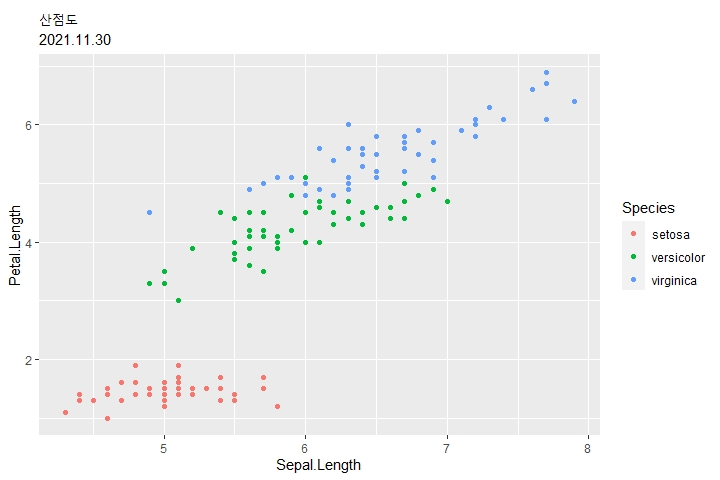 산점도
2021.11.30
6
4
2
Petal.Length
5
6
7
8
Sepal.Length
Species
setosa
versicolor
virginica